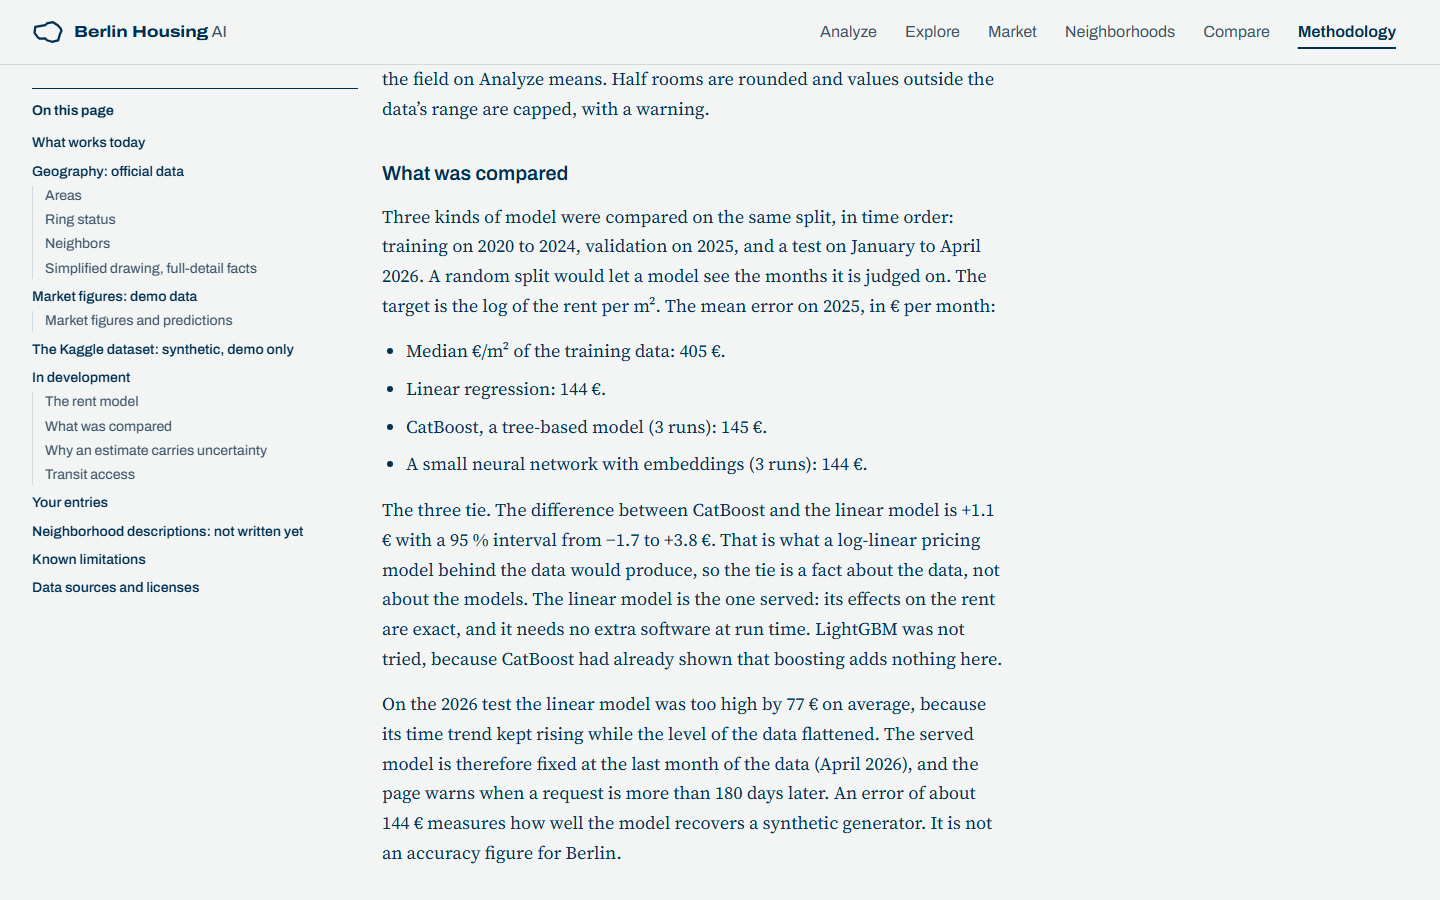 Berlin Housing AI
Analyze Explore Market Neighborhoods Compare Methodology
On this page
What works today
Geography: official data
Areas
Ring status
Neighbors
Simplified drawing, full-detail facts
Market figures: demo data
Market figures and predictions
The Kaggle dataset: synthetic, demo only
In development
The rent model
What was compared
Why an estimate carries uncertainty
Transit access
Your entries
Neighborhood descriptions: not written yet
Known limitations
Data sources and licenses
the field on Analyze means. Half rooms are rounded and values outside the
data’s range are capped, with a warning.
What was compared
Three kinds of model were compared on the same split, in time order:
training on 2020 to 2024, validation on 2025, and a test on January to April
2026. A random split would let a model see the months it is judged on. The
target is the log of the rent per m². The mean error on 2025, in € per month:
• Median €/m² of the training data: 405 €.
• Linear regression: 144 €.
• CatBoost, a tree-based model (3 runs): 145 €.
• A small neural network with embeddings (3 runs): 144 €.
The three tie. The difference between CatBoost and the linear model is +1.1
€ with a 95 % interval from −1.7 to +3.8 €. That is what a log-linear pricing
model behind the data would produce, so the tie is a fact about the data, not
about the models. The linear model is the one served: its effects on the rent
are exact, and it needs no extra software at run time. LightGBM was not
tried, because CatBoost had already shown that boosting adds nothing here.
On the 2026 test the linear model was too high by 77 € on average, because
its time trend kept rising while the level of the data flattened. The served
model is therefore fixed at the last month of the data (April 2026), and the
page warns when a request is more than 180 days later. An error of about
144 € measures how well the model recovers a synthetic generator. It is not
an accuracy figure for Berlin.